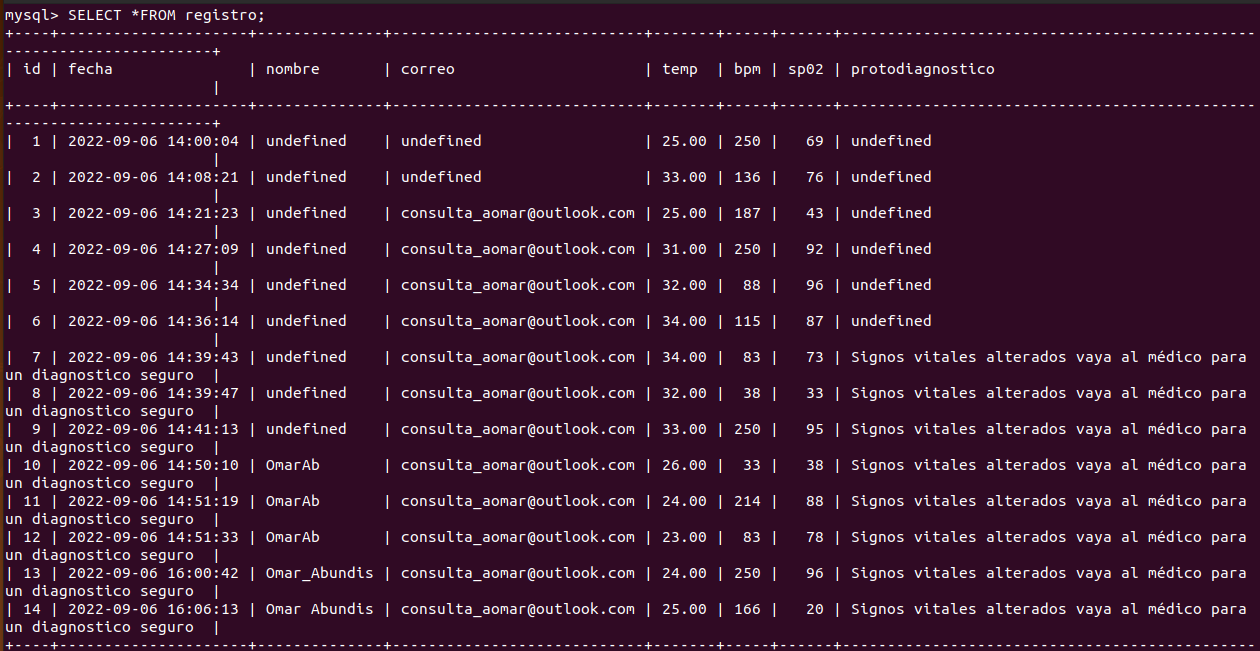 mysql> SELECT *FROM registro;
+----+---------------------+--------------+----------------------------+-------+-----+------+----------------------------------------------
-----------------------+
| id | fecha               | nombre       | correo                     | temp  | bpm | sp02 | protodiagnostico
                       |
+----+---------------------+--------------+----------------------------+-------+-----+------+----------------------------------------------
-----------------------+
|  1 | 2022-09-06 14:00:04 | undefined    | undefined                  | 25.00 | 250 |   69 | undefined
                       |
|  2 | 2022-09-06 14:08:21 | undefined    | undefined                  | 33.00 | 136 |   76 | undefined
                       |
|  3 | 2022-09-06 14:21:23 | undefined    | consulta_aomar@outlook.com | 25.00 | 187 |   43 | undefined
                       |
|  4 | 2022-09-06 14:27:09 | undefined    | consulta_aomar@outlook.com | 31.00 | 250 |   92 | undefined
                       |
|  5 | 2022-09-06 14:34:34 | undefined    | consulta_aomar@outlook.com | 32.00 |  88 |   96 | undefined
                       |
|  6 | 2022-09-06 14:36:14 | undefined    | consulta_aomar@outlook.com | 34.00 | 115 |   87 | undefined
                       |
|  7 | 2022-09-06 14:39:43 | undefined    | consulta_aomar@outlook.com | 34.00 |  83 |   73 | Signos vitales alterados vaya al médico para
un diagnostico seguro  |
|  8 | 2022-09-06 14:39:47 | undefined    | consulta_aomar@outlook.com | 32.00 |  38 |   33 | Signos vitales alterados vaya al médico para
un diagnostico seguro  |
|  9 | 2022-09-06 14:41:13 | undefined    | consulta_aomar@outlook.com | 33.00 | 250 |   95 | Signos vitales alterados vaya al médico para
un diagnostico seguro  |
| 10 | 2022-09-06 14:50:10 | OmarAb       | consulta_aomar@outlook.com | 26.00 |  33 |   38 | Signos vitales alterados vaya al médico para
un diagnostico seguro  |
| 11 | 2022-09-06 14:51:19 | OmarAb       | consulta_aomar@outlook.com | 24.00 | 214 |   88 | Signos vitales alterados vaya al médico para
un diagnostico seguro  |
| 12 | 2022-09-06 14:51:33 | OmarAb       | consulta_aomar@outlook.com | 23.00 |  83 |   78 | Signos vitales alterados vaya al médico para
un diagnostico seguro  |
| 13 | 2022-09-06 16:00:42 | Omar_Abundis | consulta_aomar@outlook.com | 24.00 | 250 |   96 | Signos vitales alterados vaya al médico para
un diagnostico seguro  |
| 14 | 2022-09-06 16:06:13 | Omar Abundis | consulta_aomar@outlook.com | 25.00 | 166 |   20 | Signos vitales alterados vaya al médico para
un diagnostico seguro  |
+----+---------------------+--------------+----------------------------+-------+-----+------+----------------------------------------------